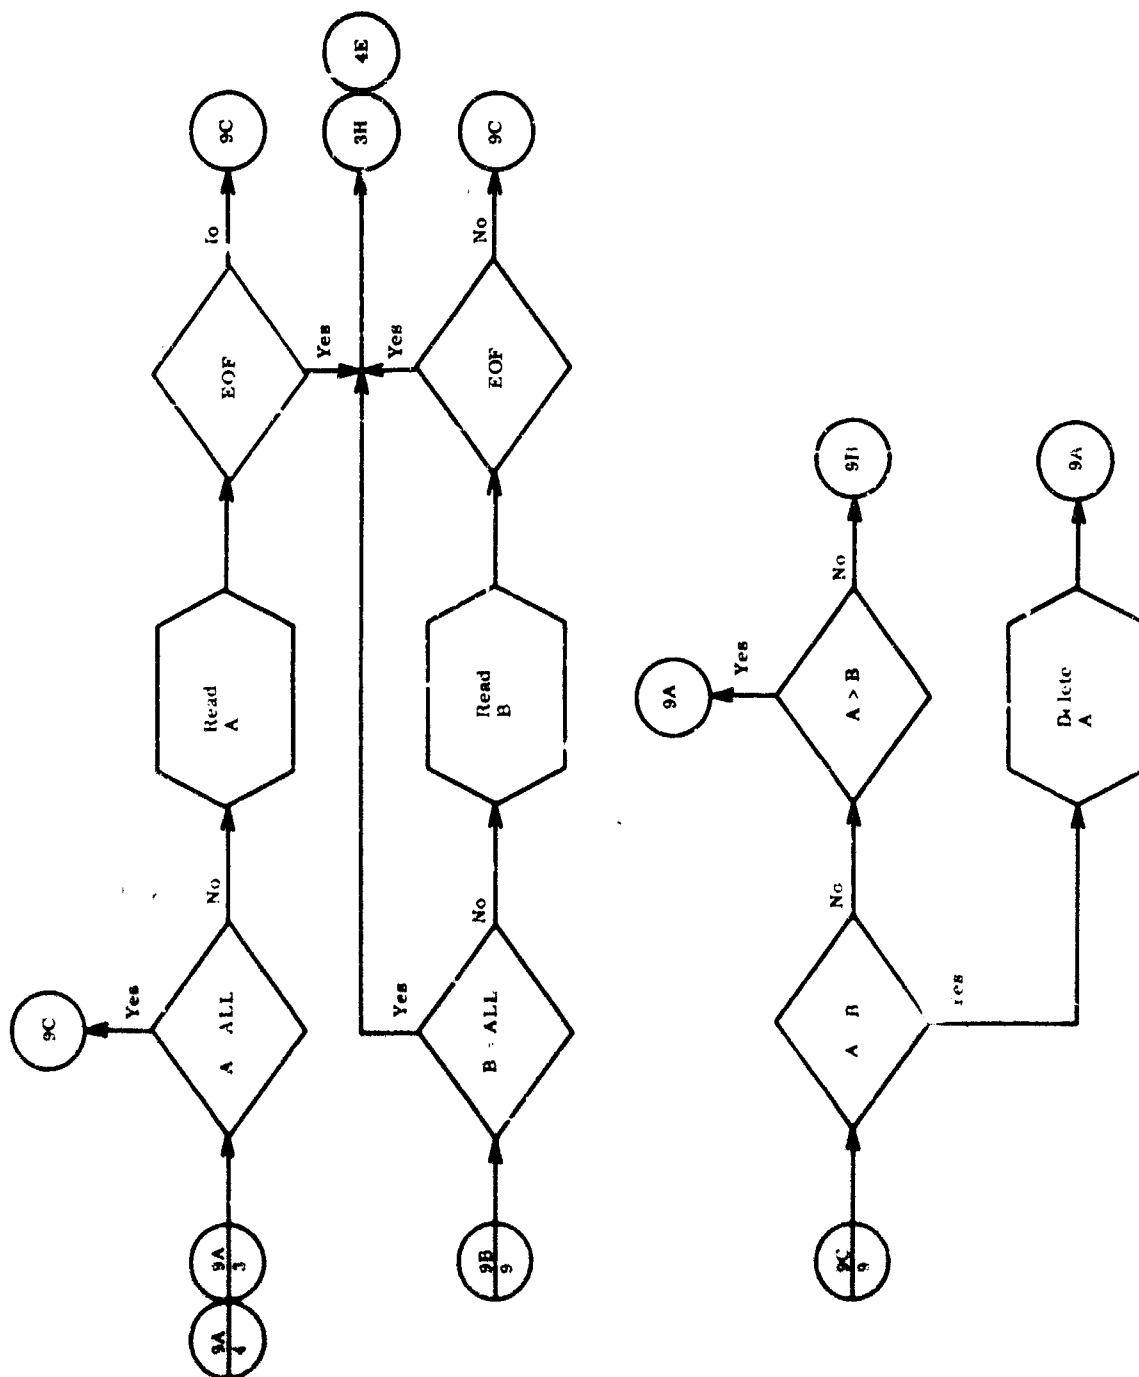 9C
Yes
9A
4
9A
3
A ALL
No
Read
A
EOF
9C
Yes
4E
3H
Yes
9B
9
B = ALL
Yes
No
Read
B
EOF
No
9C
9C
9
A B
No
A > B
Yes
9A
No
Delete
A
9A